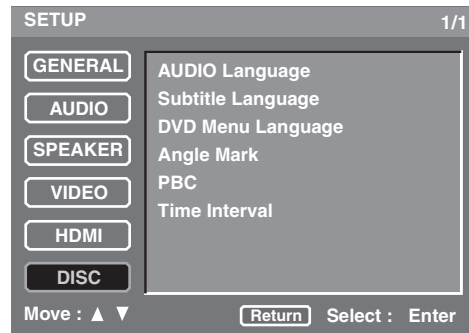 SETUP 1/1
GENERAL
AUDIO
SPEAKER
VIDEO
HDMI
DISC
AUDIO Language
Subtitle Language
DVD Menu Language
Angle Mark
PBC
Time Interval
Move : ▲ ▼ Return Select : Enter